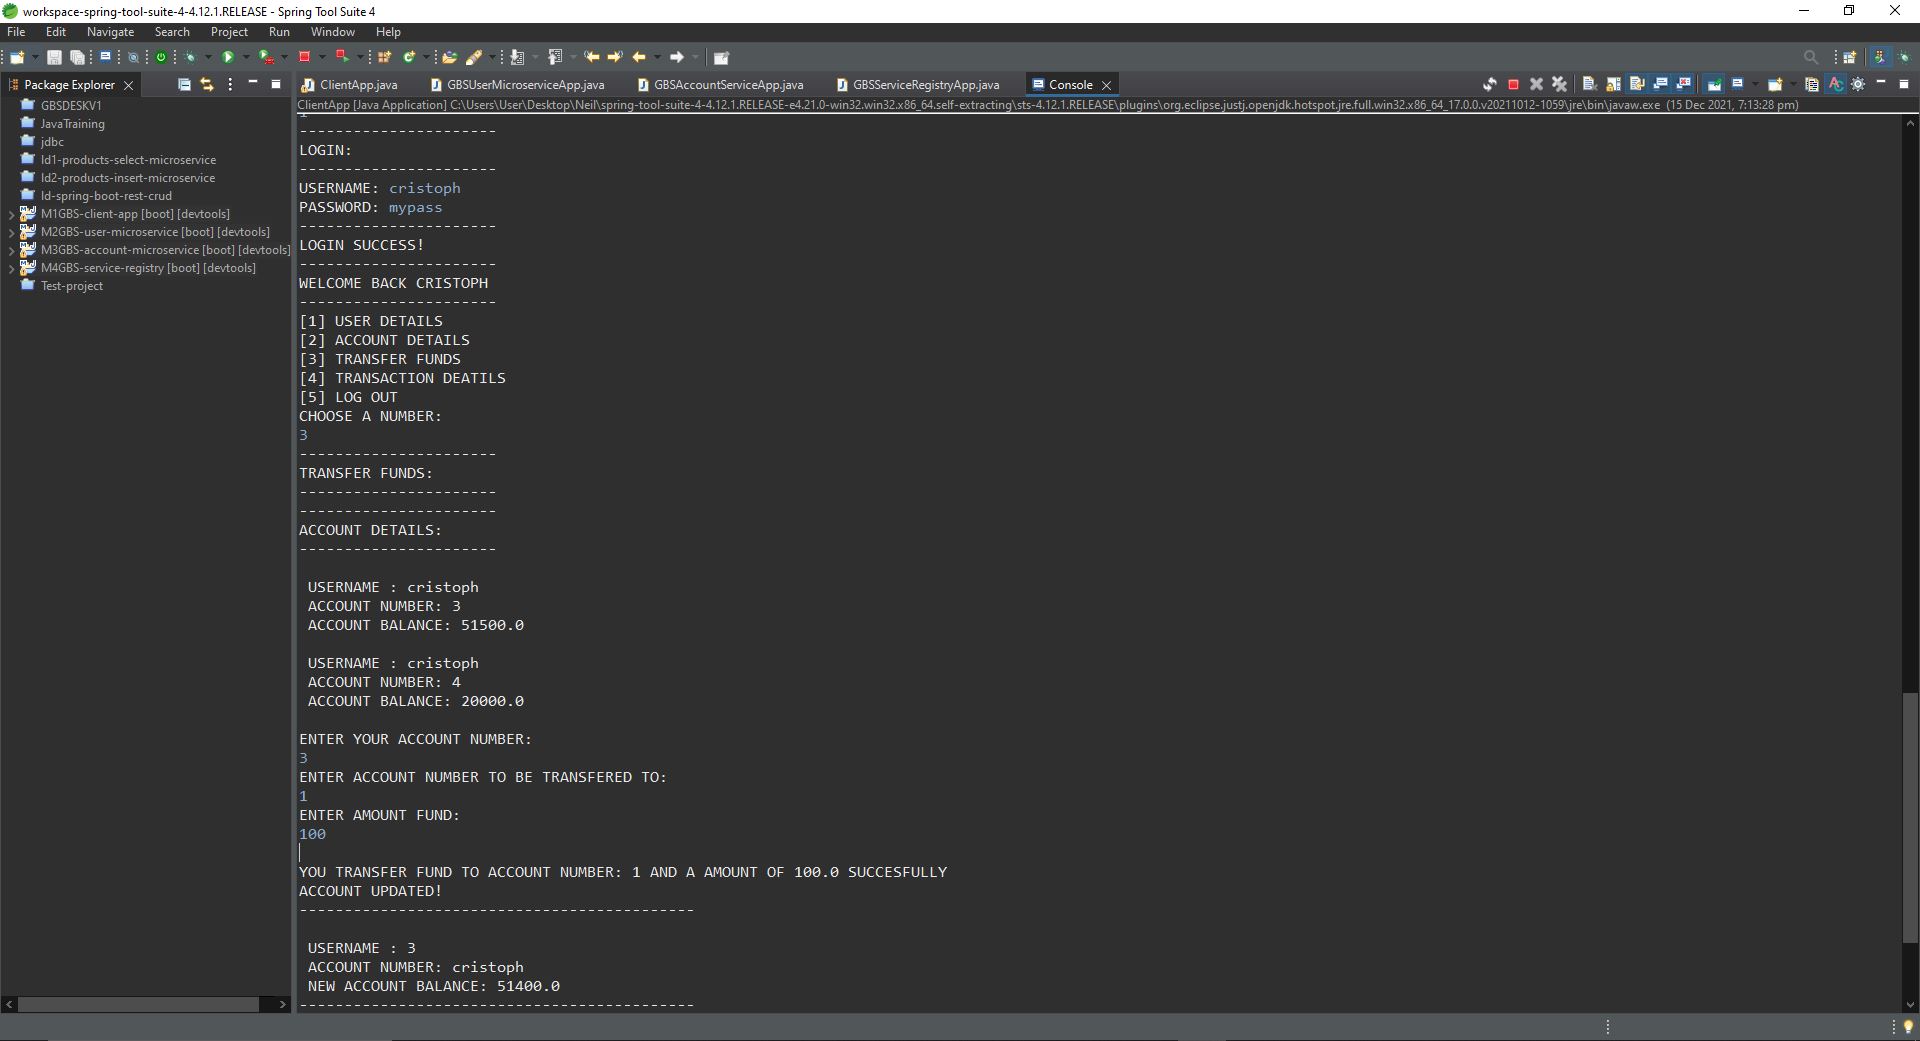 workspace-spring-tool-suite-4-4.12.1.RELEASE - Spring Tool Suite 4
File Edit Navigate Search Project Run Window Help
Package Explorer
ClientApp.java GBSUserMicroserviceApp.java GBSAccountServiceApp.java GBSServiceRegistryApp.java Console
ClientApp [Java Application] C:\Users\User\Desktop\Neil\spring-tool-suite-4-4.12.1.RELEASE-e4.21.0-win32.win32.x86_64.self-extracting\sts-4.12.1.RELEASE\plugins\org.eclipse.justj.openjdk.hotspot.jre.full.win32.x86_64_17.0.0.v20211012-1059\jre\bin\javaw.exe (15 Dec 2021, 7:13:28 pm)
GBSDESKV1
JavaTraining
jdbc
ld1-products-select-microservice
ld2-products-insert-microservice
ld-spring-boot-rest-crud
M1GBS-client-app [boot] [devtools]
M2GBS-user-microservice [boot] [devtools]
M3GBS-account-microservice [boot] [devtools]
M4GBS-service-registry [boot] [devtools]
Test-project
----------------------
LOGIN:
----------------------
USERNAME: cristoph
PASSWORD: mypass
----------------------
LOGIN SUCCESS!
----------------------
WELCOME BACK CRISTOPH
----------------------
[1] USER DETAILS
[2] ACCOUNT DETAILS
[3] TRANSFER FUNDS
[4] TRANSACTION DEATILS
[5] LOG OUT
CHOOSE A NUMBER:
3
----------------------
TRANSFER FUNDS:
----------------------
----------------------
ACCOUNT DETAILS:
----------------------
USERNAME : cristoph
ACCOUNT NUMBER: 3
ACCOUNT BALANCE: 51500.0
USERNAME : cristoph
ACCOUNT NUMBER: 4
ACCOUNT BALANCE: 20000.0
ENTER YOUR ACCOUNT NUMBER:
3
ENTER ACCOUNT NUMBER TO BE TRANSFERED TO:
1
ENTER AMOUNT FUND:
100
YOU TRANSFER FUND TO ACCOUNT NUMBER: 1 AND A AMOUNT OF 100.0 SUCCESFULLY
ACCOUNT UPDATED!
--------------------------------------------
USERNAME : 3
ACCOUNT NUMBER: cristoph
NEW ACCOUNT BALANCE: 51400.0
--------------------------------------------